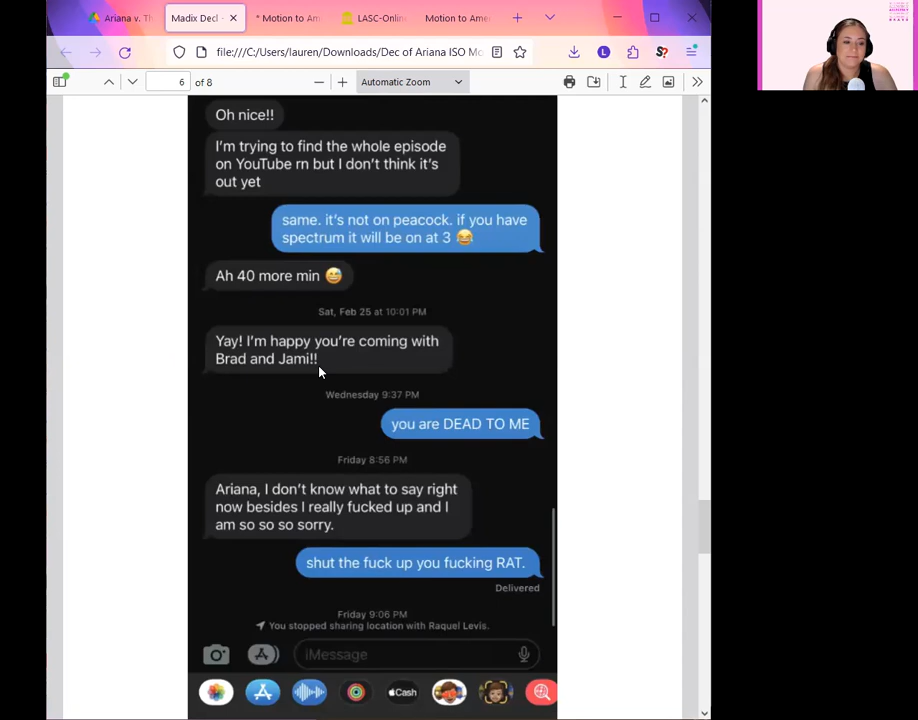 Ariana v. Th
Madix Decl
* Motion to Am
LASC-Onlin
Motion to Ame
file:///C:/Users/lauren/Downloads/Dec of Ariana ISO Mo
6 of 8
Automatic Zoom
Oh nice!!
I'm trying to find the whole episode
on YouTube rn but I don't think it's
out yet
same. it's not on peacock. if you have
spectrum it will be on at 3 😂
Ah 40 more min 😅
Sat, Feb 25 at 10:01 PM
Yay! I'm happy you're coming with
Brad and Jami!!
Wednesday 9:37 PM
you are DEAD TO ME
Friday 8:56 PM
Ariana, I don't know what to say right
now besides I really fucked up and I
am so so so sorry.
shut the fuck up you fucking RAT.
Delivered
Friday 9:06 PM
You stopped sharing location with Raquel Levis.
iMessage
Cash